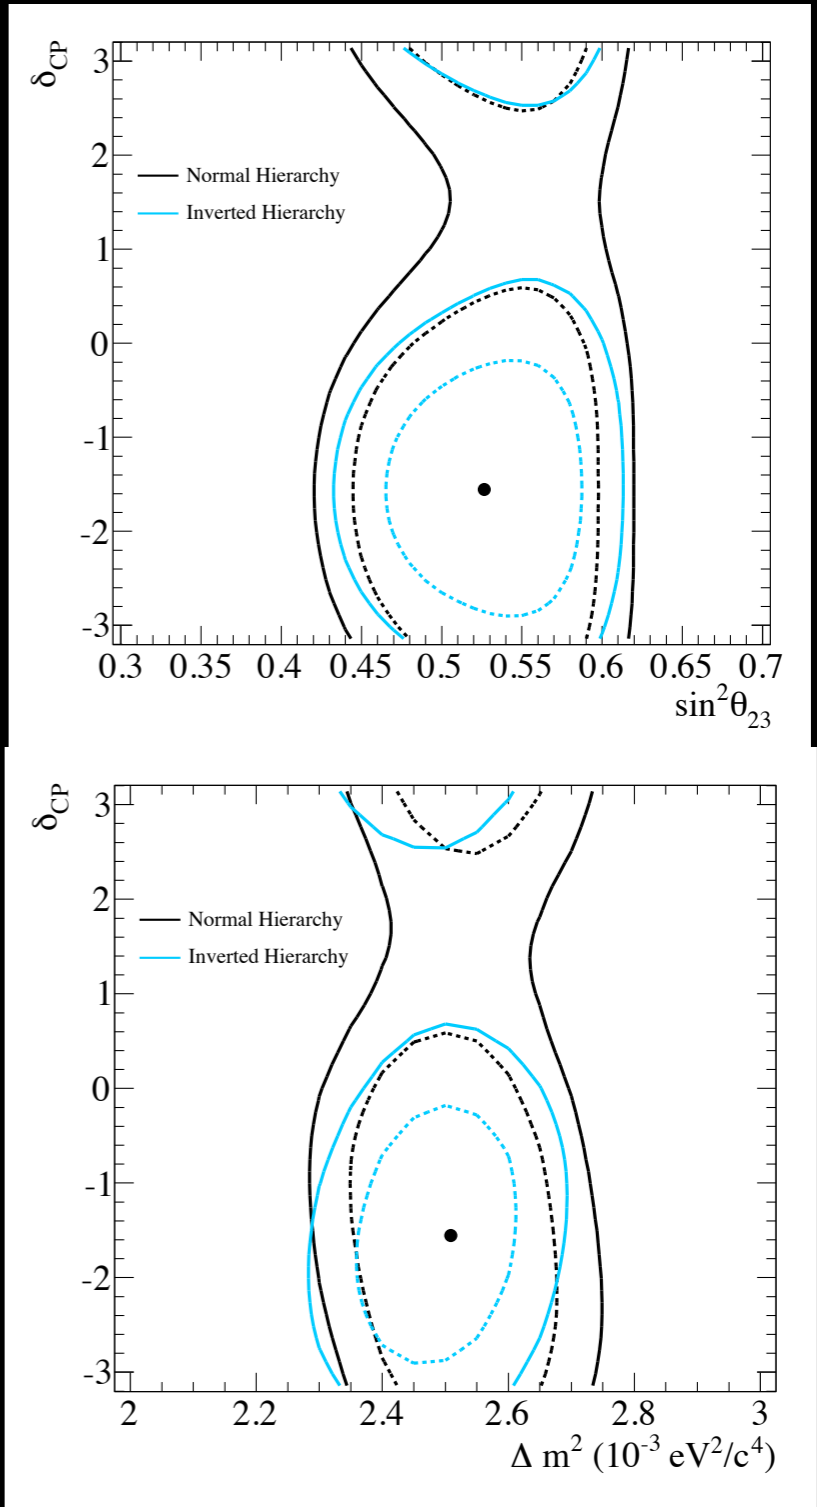 δCP
3
2
1
0
-1
-2
-3
Normal Hierarchy
Inverted Hierarchy
0.3 0.35 0.4 0.45 0.5 0.55 0.6 0.65 0.7
sin²θ₂₃
δCP
3
2
1
0
-1
-2
-3
Normal Hierarchy
Inverted Hierarchy
2 2.2 2.4 2.6 2.8 3
Δ m² (10⁻³ eV²/c⁴)